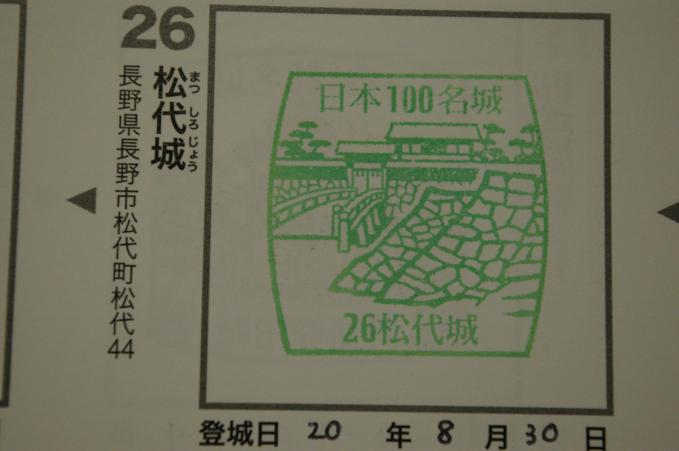 26
松代城
まつしろじょう
長野県長野市松代町松代44
日本100名城
26松代城
登城日 20 年 8 月 30 日